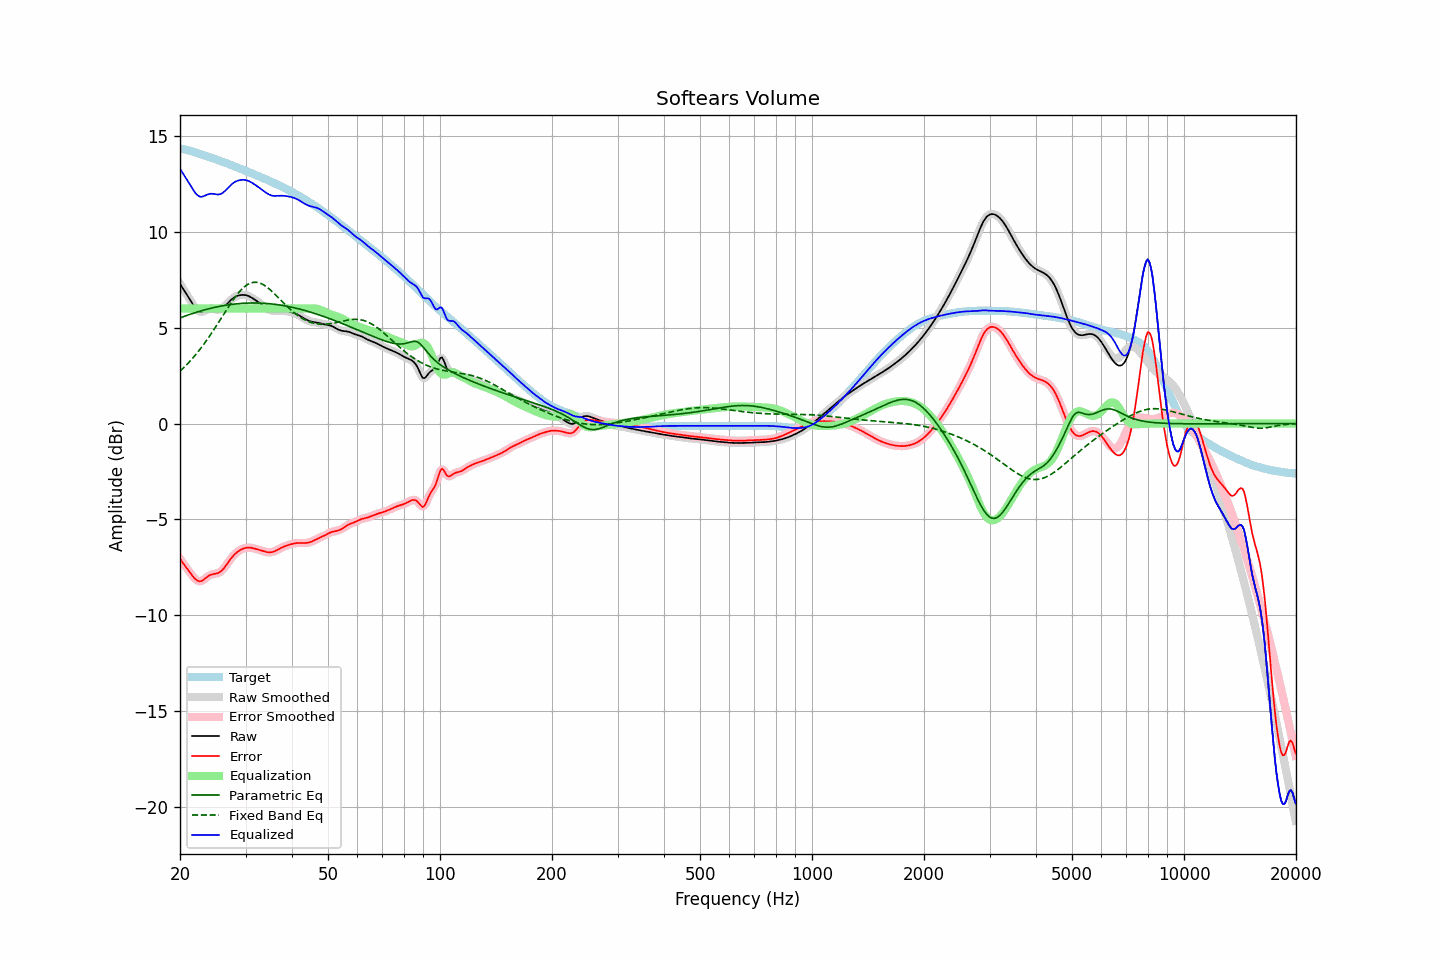 Softears Volume
Amplitude (dBr)
15
10
5
0
−5
−10
−15
−20
Target
Raw Smoothed
Error Smoothed
Raw
Error
Equalization
Parametric Eq
Fixed Band Eq
Equalized
20 50 100 200 500 1000 2000 5000 10000 20000
Frequency (Hz)